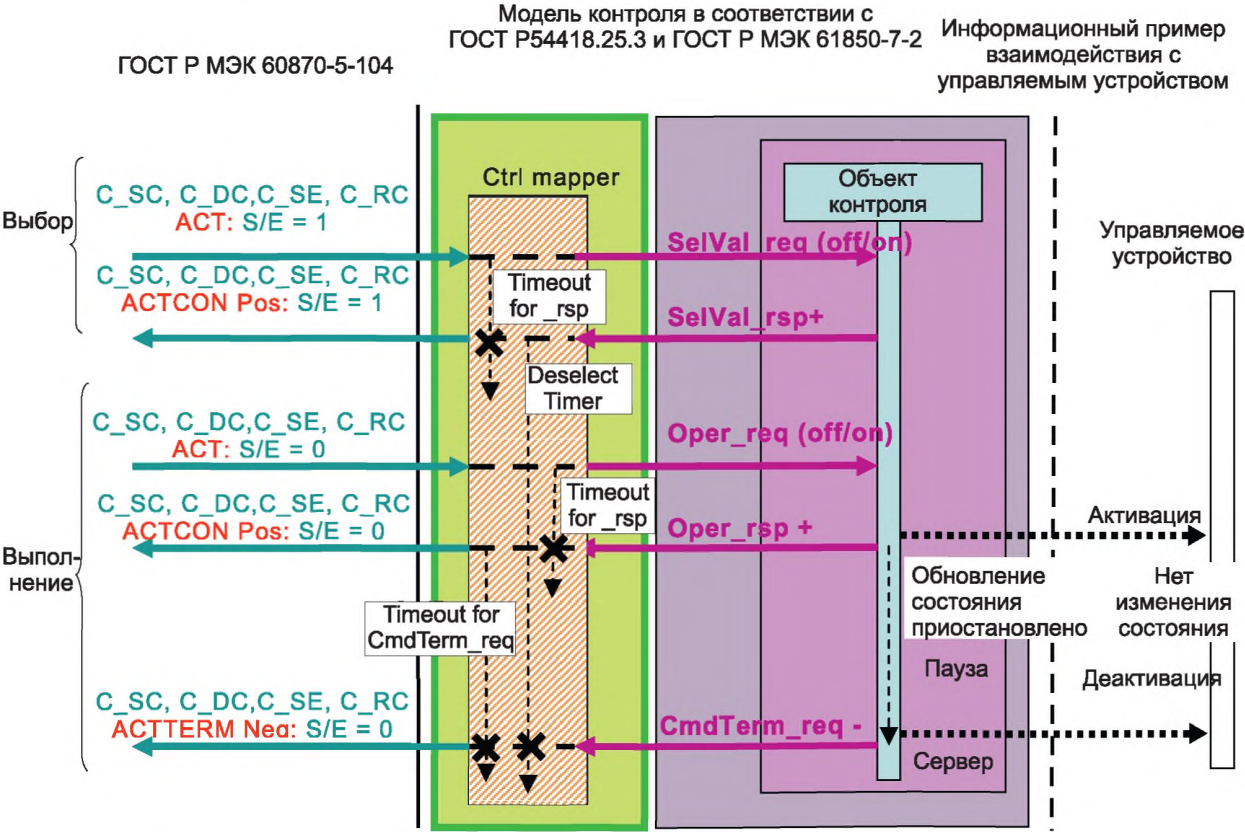 Модель контроля в соответствии с
ГОСТ Р54418.25.3 и ГОСТ Р МЭК 61850-7-2
Информационный пример
взаимодействия с
управляемым устройством
ГОСТ Р МЭК 60870-5-104
Ctrl mapper
Объект
контроля
Выбор
C_SC, C_DC,C_SE, C_RC
ACT: S/E = 1
SelVal_req (off/on)
Управляемое
устройство
C_SC, C_DC,C_SE, C_RC
ACTCON Pos: S/E = 1
Timeout
for _rsp
SelVal_rsp+
Deselect
Timer
C_SC, C_DC,C_SE, C_RC
ACT: S/E = 0
Oper_req (off/on)
Timeout
for _rsp
C_SC, C_DC,C_SE, C_RC
ACTCON Pos: S/E = 0
Oper_rsp +
Активация
Выпол-
нение
Обновление
состояния
приостановлено
Нет
изменения
состояния
Timeout for
CmdTerm_req
Пауза
Деактивация
C_SC, C_DC,C_SE, C_RC
ACTTERM Neg: S/E = 0
CmdTerm_req -
Сервер